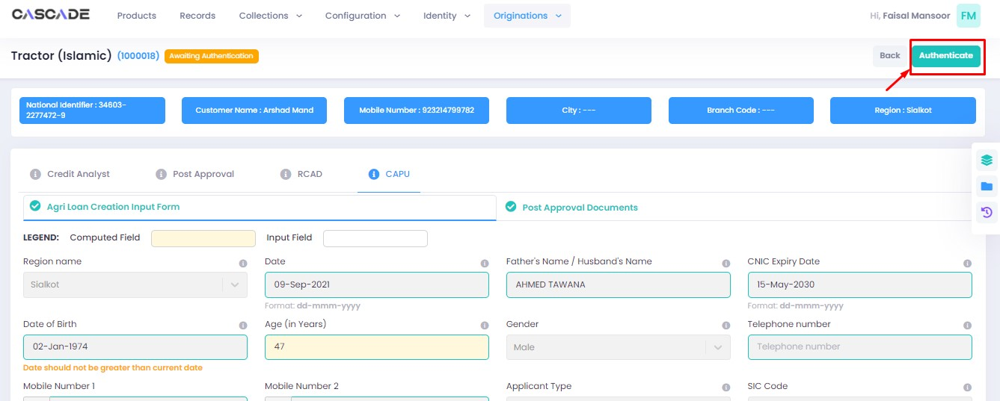 CASCADE
Products Records Collections Configuration Identity Originations Hi, Faisal Mansoor FM
Tractor (Islamic) (1000018) Awaiting Authentication Back Authenticate
National Identifier : 34603-
2277472-9
Customer Name : Arshad Mand
Mobile Number : 923214799782
City : ---
Branch Code : ---
Region : Sialkot
Credit Analyst Post Approval RCAD CAPU
Agri Loan Creation Input Form Post Approval Documents
LEGEND: Computed Field Input Field
Region name Date Father's Name / Husband's Name CNIC Expiry Date
Sialkot 09-Sep-2021 AHMED TAWANA 15-May-2030
Format: dd-mmm-yyyy Format: dd-mmm-yyyy
Date of Birth Age (in Years) Gender Telephone number
02-Jan-1974 47 Male Telephone number
Date should not be greater than current date
Mobile Number 1 Mobile Number 2 Applicant Type SIC Code